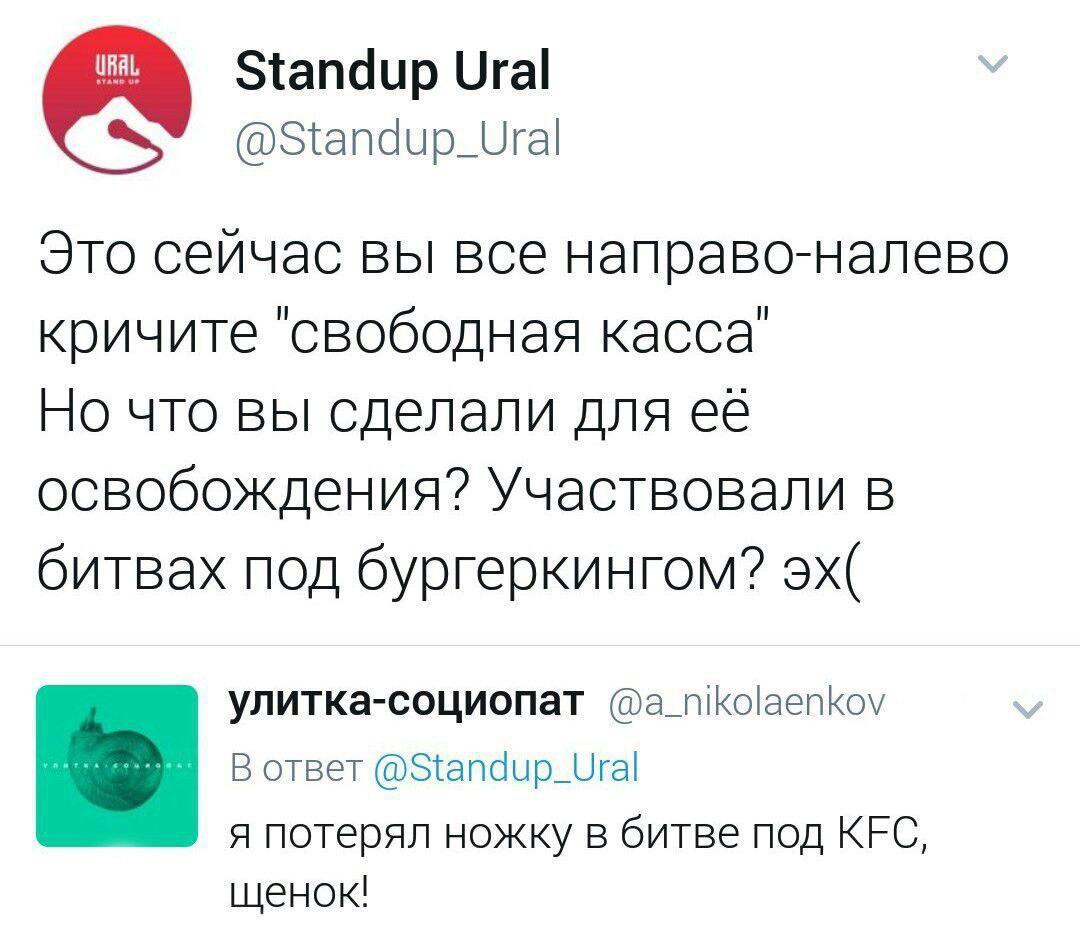 URAL
STAND UP
Standup Ural
@Standup_Ural
Это сейчас вы все направо-налево
кричите "свободная касса"
Но что вы сделали для её
освобождения? Участвовали в
битвах под бургеркингом? эх(
улитка-социопат @a_nikolaenkov
В ответ @Standup_Ural
УЛИТКА-СОЦИОПАТ
я потерял ножку в битве под KFC,
щенок!